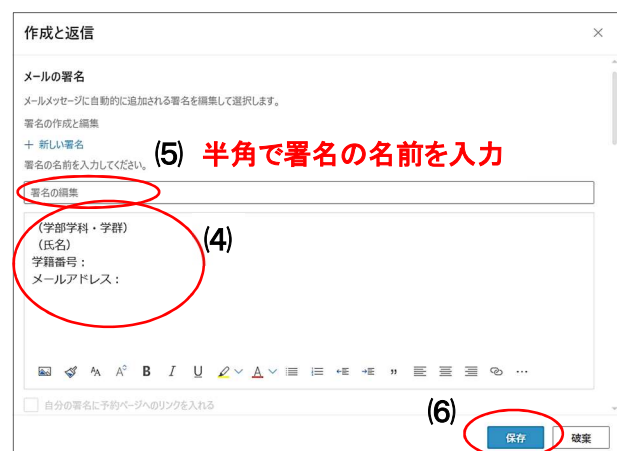 作成と返信
メールの署名
メールメッセージに自動的に追加される署名を編集して選択します。
署名の作成と編集
+ 新しい署名
⑸ 半角で署名の名前を入力
署名の名前を入力してください。
署名の編集
（学部学科・学群）
（氏名）
学籍番号：
メールアドレス：
⑷
B I U A
自分の署名に予約ページへのリンクを入れる
⑹
保存 破棄